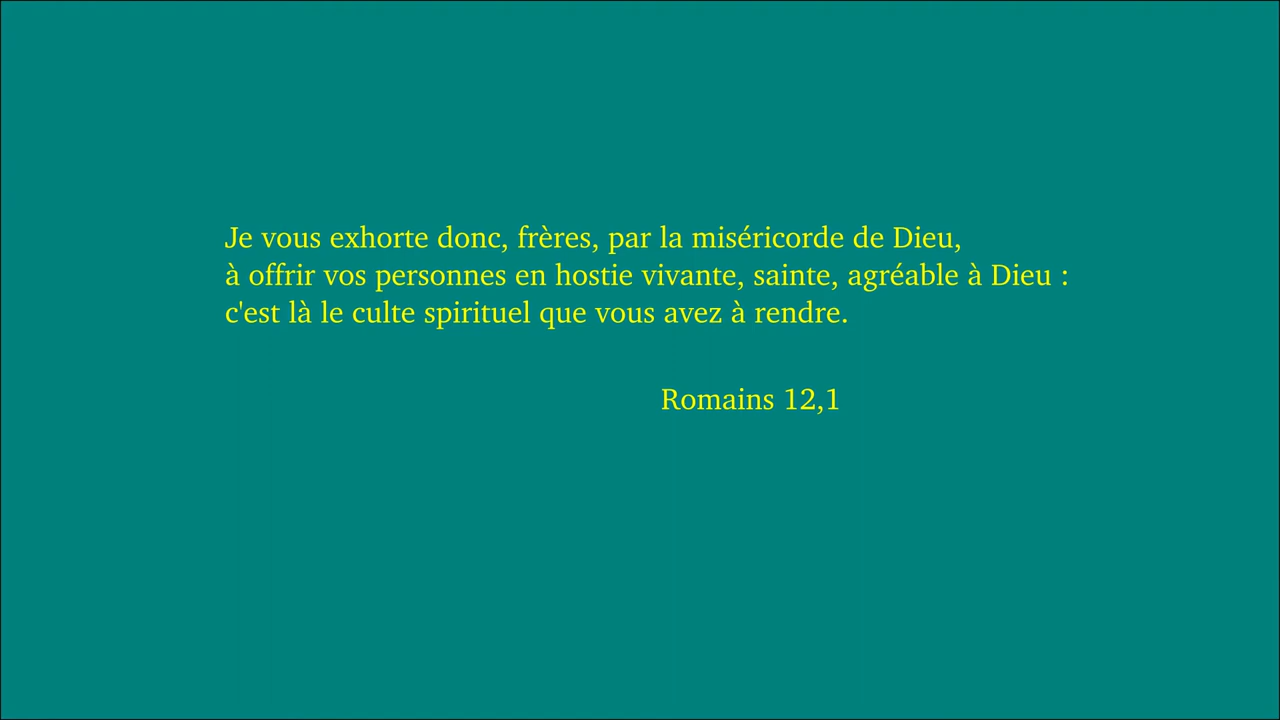 Je vous exhorte donc, frères, par la miséricorde de Dieu,
à offrir vos personnes en hostie vivante, sainte, agréable à Dieu :
c'est là le culte spirituel que vous avez à rendre.
Romains 12,1